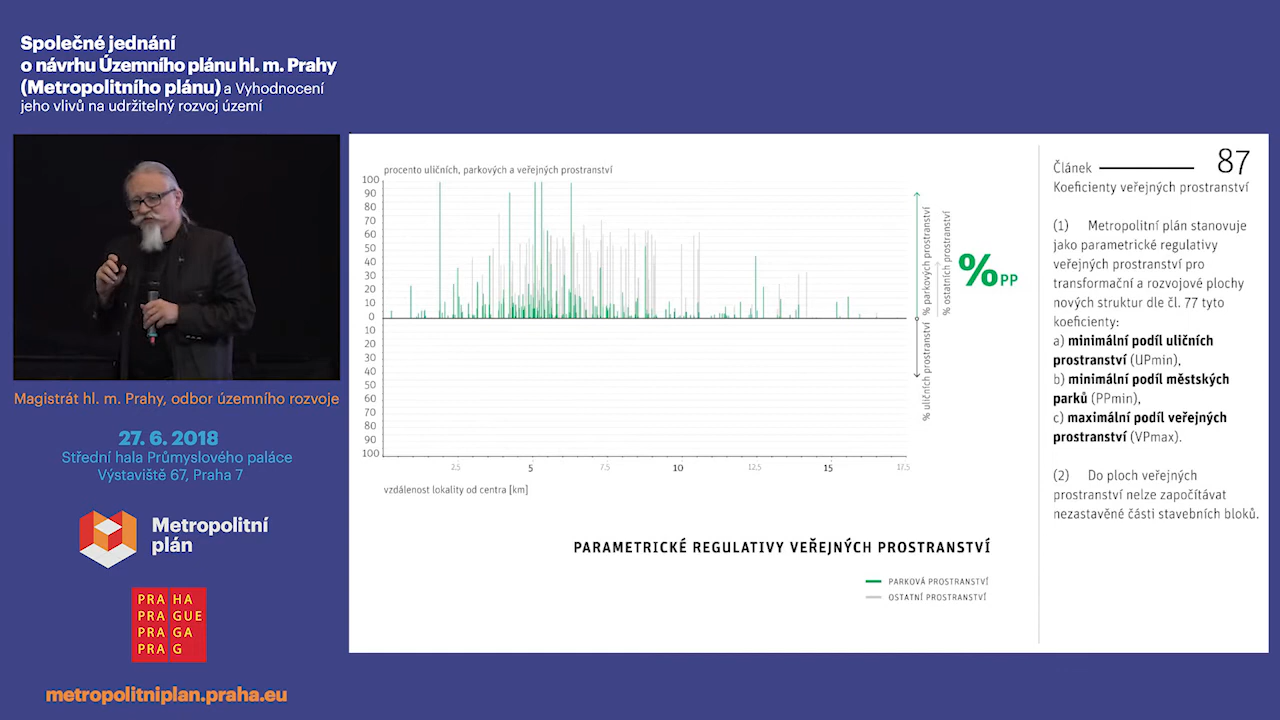 Společné jednání
o návrhu Územního plánu hl. m. Prahy
(Metropolitního plánu) a Vyhodnocení
jeho vlivů na udržitelný rozvoj území
Magistrát hl. m. Prahy, odbor územního rozvoje
27. 6. 2018
Střední hala Průmyslového paláce
Výstaviště 67, Praha 7
Metropolitní
plán
PRA HA
PRA GUE
PRA GA
PRA G
metropolitniplan.praha.eu
procento uličních, parkových a veřejných prostranství
100
90
80
70
60
50
40
30
20
10
0
10
20
30
40
50
60
70
80
90
100
2,5
5
7,5
10
12,5
15
17,5
vzdálenost lokality od centra [km]
% parkových prostranství
% ostatních prostranství
% uličních prostranství
%PP
PARAMETRICKÉ REGULATIVY VEŘEJNÝCH PROSTRANSTVÍ
PARKOVÁ PROSTRANSTVÍ
OSTATNÍ PROSTRANSTVÍ
Článek 87
Koeficienty veřejných prostranství
(1) Metropolitní plán stanovuje
jako parametrické regulativy
veřejných prostranství pro
transformační a rozvojové plochy
nových struktur dle čl. 77 tyto
koeficienty:
a) minimální podíl uličních
prostranství (UPmin),
b) minimální podíl městských
parků (PPmin),
c) maximální podíl veřejných
prostranství (VPmax).
(2) Do ploch veřejných
prostranství nelze započítávat
nezastavěné části stavebních bloků.